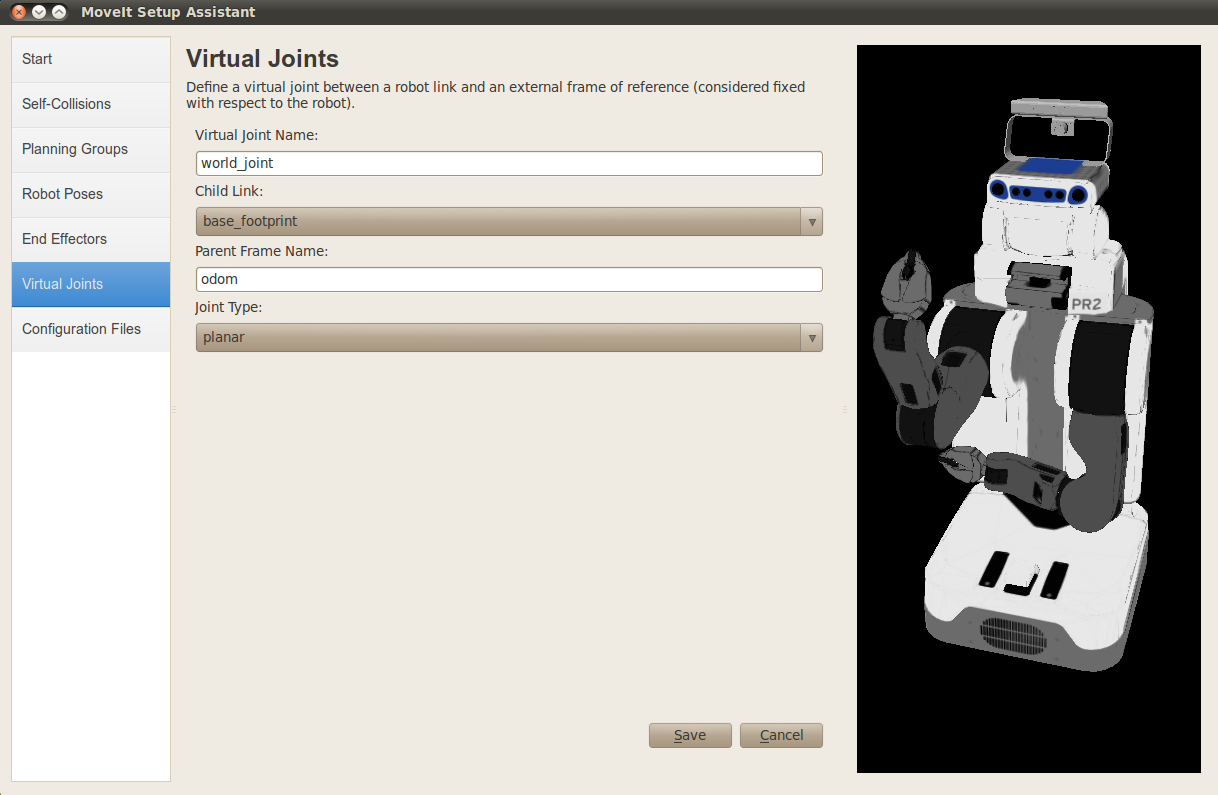 MoveIt Setup Assistant
Start
Self-Collisions
Planning Groups
Robot Poses
End Effectors
Virtual Joints
Configuration Files
Virtual Joints
Define a virtual joint between a robot link and an external frame of reference (considered fixed
with respect to the robot).
Virtual Joint Name:
world_joint
Child Link:
base_footprint
Parent Frame Name:
odom
Joint Type:
planar
Save
Cancel
PR2